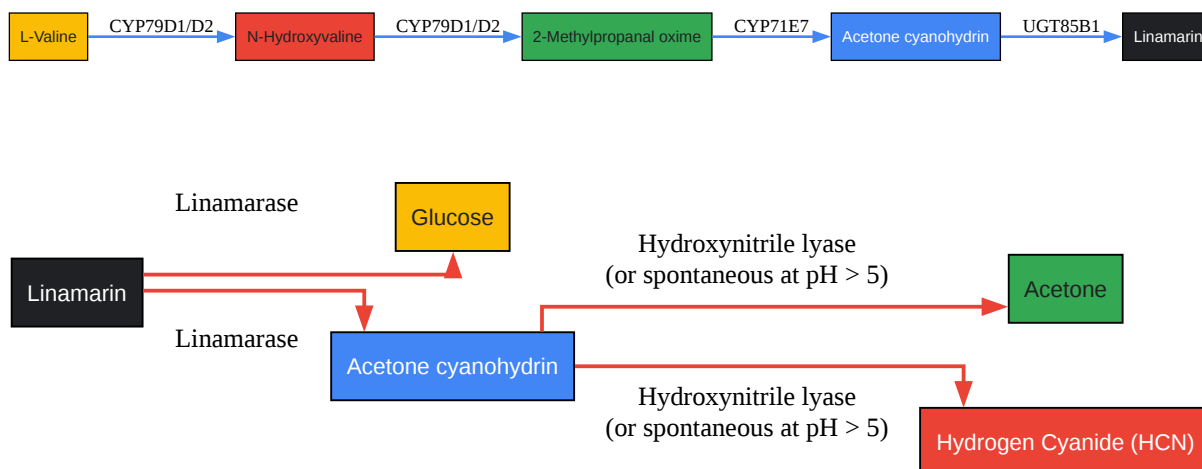 CYP79D1/D2
CYP79D1/D2
CYP71E7
UGT85B1
L-Valine
N-Hydroxyvaline
2-Methylpropanal oxime
Acetone cyanohydrin
Linamarin
Linamarase
Glucose
Hydroxynitrile lyase
(or spontaneous at pH > 5)
Linamarin
Acetone
Linamarase
Acetone cyanohydrin
Hydroxynitrile lyase
(or spontaneous at pH > 5)
Hydrogen Cyanide (HCN)